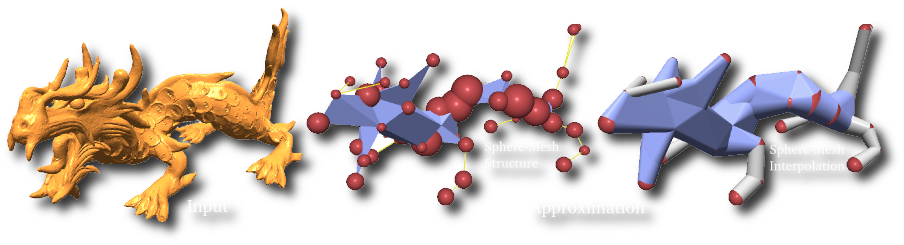 Input
Sphere-Mesh
Structure
Approximation
Sphere-Mesh
Interpolation